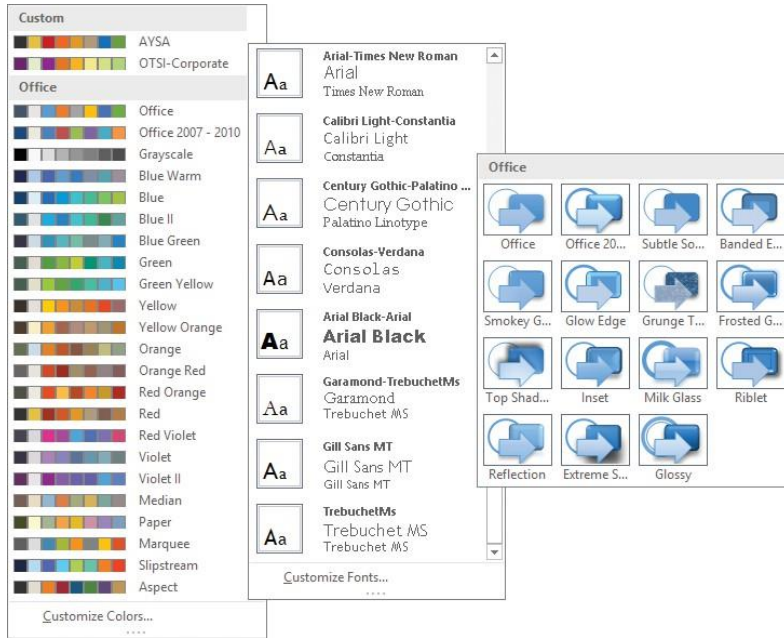 Custom
AYSA
OTSI-Corporate
Office
Office
Office 2007 - 2010
Grayscale
Blue Warm
Blue
Blue II
Blue Green
Green
Green Yellow
Yellow
Yellow Orange
Orange
Orange Red
Red Orange
Red
Red Violet
Violet
Violet II
Median
Paper
Marquee
Slipstream
Aspect
Customize Colors...
Aa
Arial-Times New Roman
Arial
Times New Roman
Aa
Calibri Light-Constantia
Calibri Light
Constantia
Aa
Century Gothic-Palatino ...
Century Gothic
Palatino Linotype
Aa
Consolas-Verdana
Consolas
Verdana
Aa
Arial Black-Arial
Arial Black
Arial
Aa
Garamond-TrebuchetMs
Garamond
Trebuchet MS
Aa
Gill Sans MT
Gill Sans MT
Gill Sans MT
Aa
TrebuchetMs
Trebuchet MS
Trebuchet MS
Customize Fonts...
Office
Office Office 20... Subtle So... Banded E...
Smokey G... Glow Edge Grunge T... Frosted G...
Top Shad... Inset Milk Glass Riblet
Reflection Extreme S... Glossy